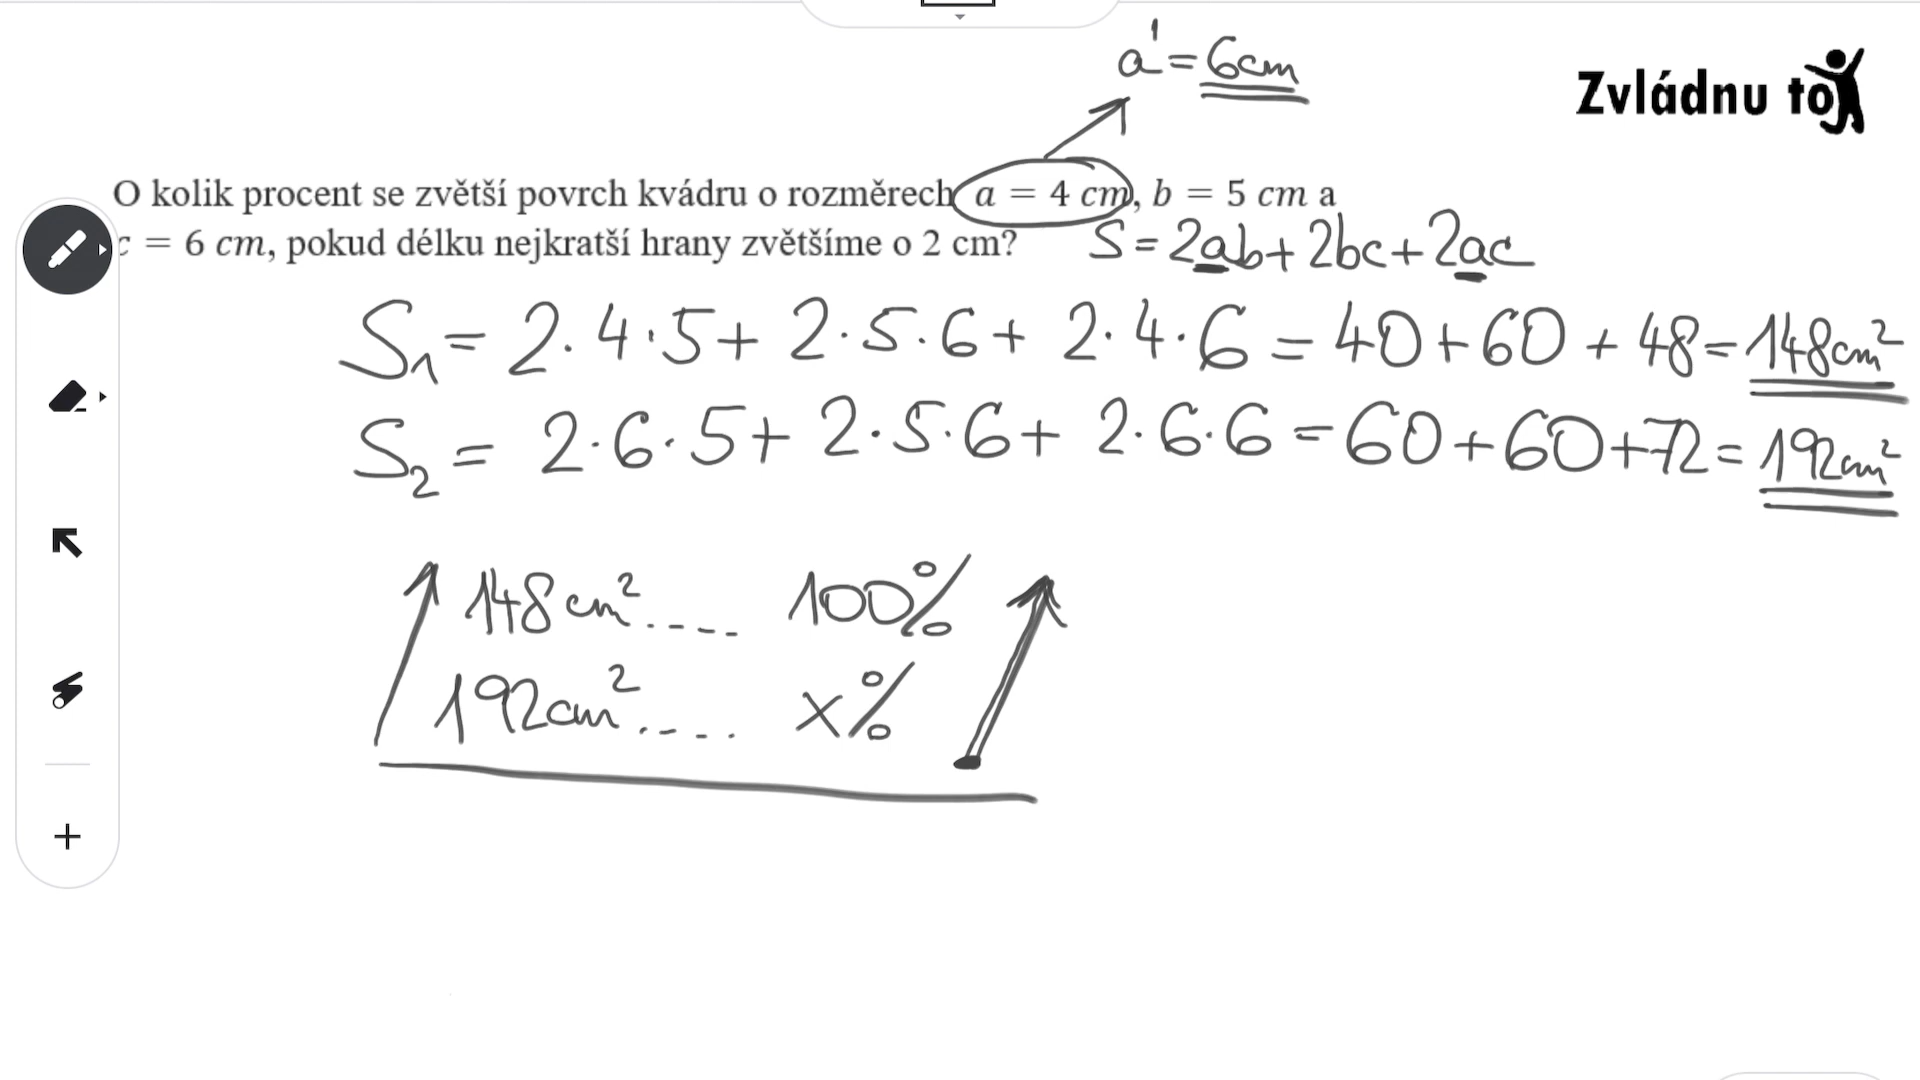 a' = 6cm
Zvládnu to
O kolik procent se zvětší povrch kvádru o rozměrech a = 4 cm, b = 5 cm a
c = 6 cm, pokud délku nejkratší hrany zvětšíme o 2 cm?
S = 2ab + 2bc + 2ac
S₁ = 2·4·5 + 2·5·6 + 2·4·6 = 40 + 60 + 48 = 148cm²
S₂ = 2·6·5 + 2·5·6 + 2·6·6 = 60 + 60 + 72 = 192cm²
148cm² ..... 100%
192cm² ..... x%